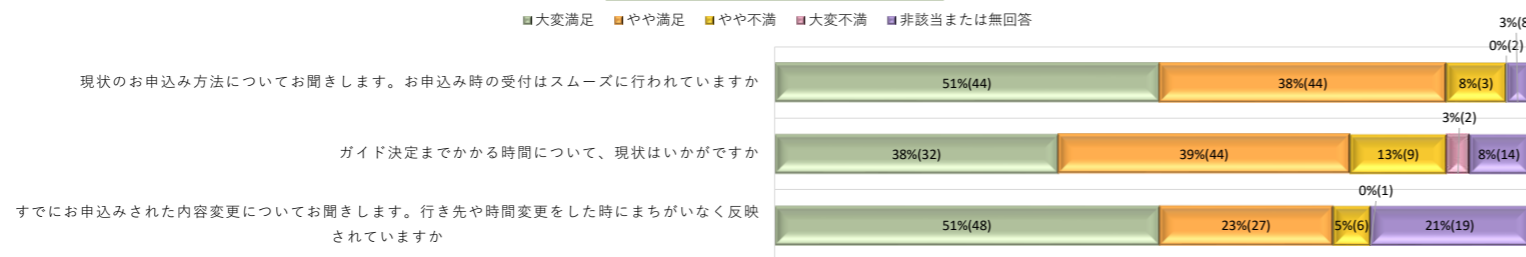 ■大変満足 ■やや満足 ■やや不満 ■大変不満 ■非該当または無回答
3%(8
0%(2)
現状のお申込み方法についてお聞きします。お申込み時の受付はスムーズに行われていますか
51%(44) 38%(44) 8%(3)
3%(2)
ガイド決定までかかる時間について、現状はいかがですか
38%(32) 39%(44) 13%(9) 8%(14)
0%(1)
すでにお申込みされた内容変更についてお聞きします。行き先や時間変更をした時にまちがいなく反映
されていますか
51%(48) 23%(27) 5%(6) 21%(19)